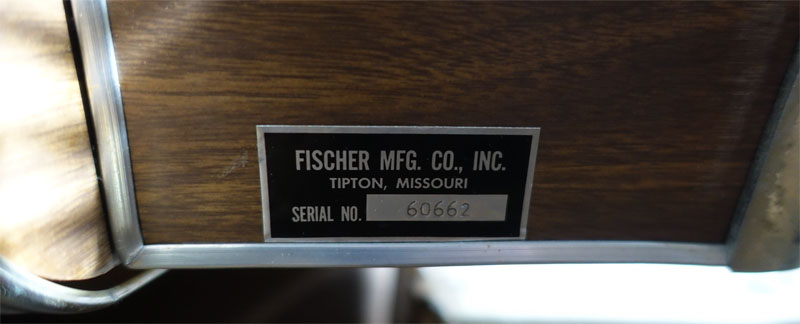 FISCHER MFG. CO., INC.
TIPTON, MISSOURI
SERIAL NO. 60662